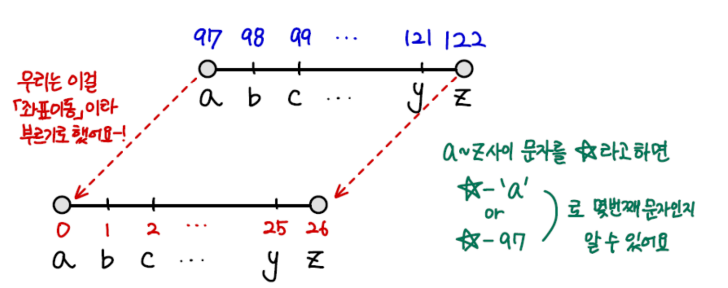 97 98 99 ... 121 122
a b c ... y z
우리는 이걸
「좌표이동」이라
부르기로 했어요~!
0 1 2 ... 25 26
a b c ... y z
a~z사이 문자를 ☆라고하면
☆-'a'
or
☆-97
로 몇번째 문자인지
알 수 있어요